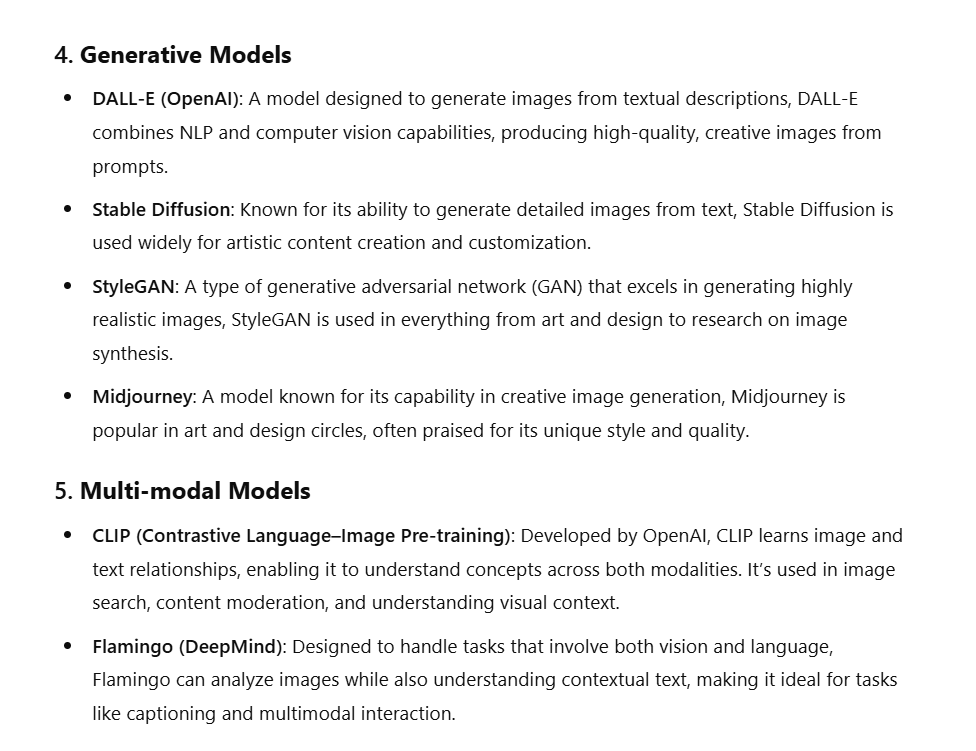 4. Generative Models
• DALL-E (OpenAI): A model designed to generate images from textual descriptions, DALL-E
combines NLP and computer vision capabilities, producing high-quality, creative images from
prompts.
• Stable Diffusion: Known for its ability to generate detailed images from text, Stable Diffusion is
used widely for artistic content creation and customization.
• StyleGAN: A type of generative adversarial network (GAN) that excels in generating highly
realistic images, StyleGAN is used in everything from art and design to research on image
synthesis.
• Midjourney: A model known for its capability in creative image generation, Midjourney is
popular in art and design circles, often praised for its unique style and quality.
5. Multi-modal Models
• CLIP (Contrastive Language–Image Pre-training): Developed by OpenAI, CLIP learns image and
text relationships, enabling it to understand concepts across both modalities. It’s used in image
search, content moderation, and understanding visual context.
• Flamingo (DeepMind): Designed to handle tasks that involve both vision and language,
Flamingo can analyze images while also understanding contextual text, making it ideal for tasks
like captioning and multimodal interaction.